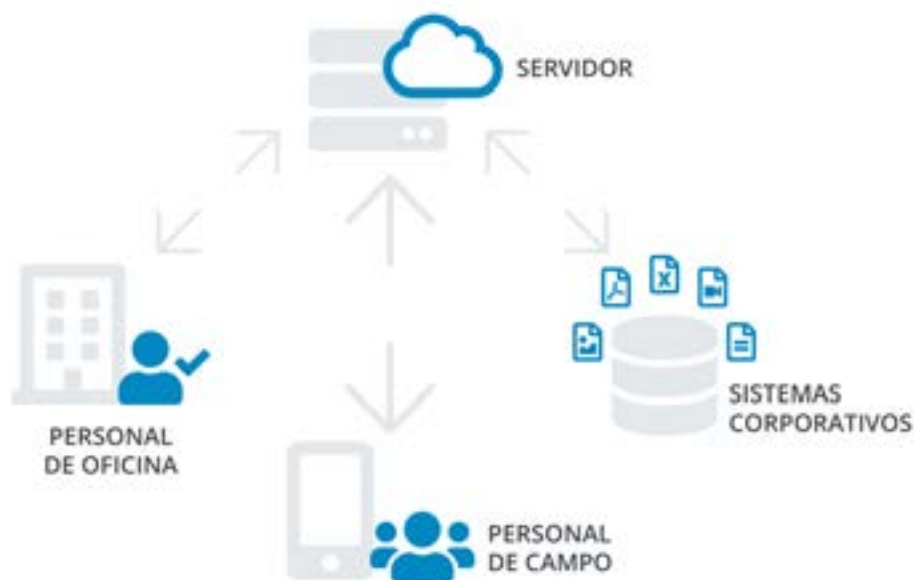 SERVIDOR
PERSONAL
DE OFICINA
SISTEMAS
CORPORATIVOS
PERSONAL
DE CAMPO